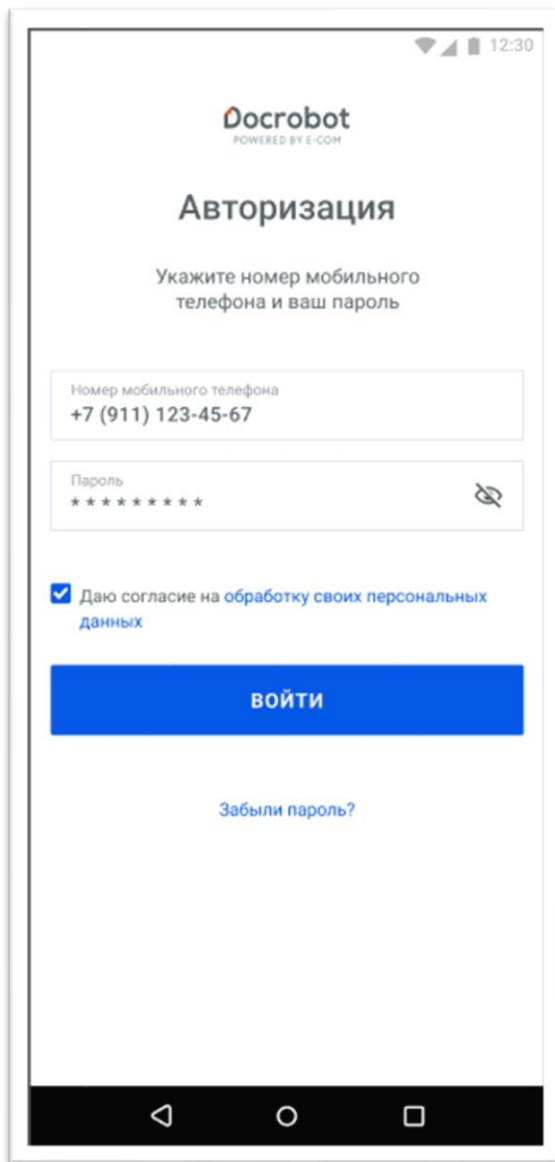 12:30
Docrobot
POWERED BY E-COM
Авторизация
Укажите номер мобильного
телефона и ваш пароль
Номер мобильного телефона
+7 (911) 123-45-67
Пароль
* * * * * * * * *
Даю согласие на обработку своих персональных
данных
ВОЙТИ
Забыли пароль?